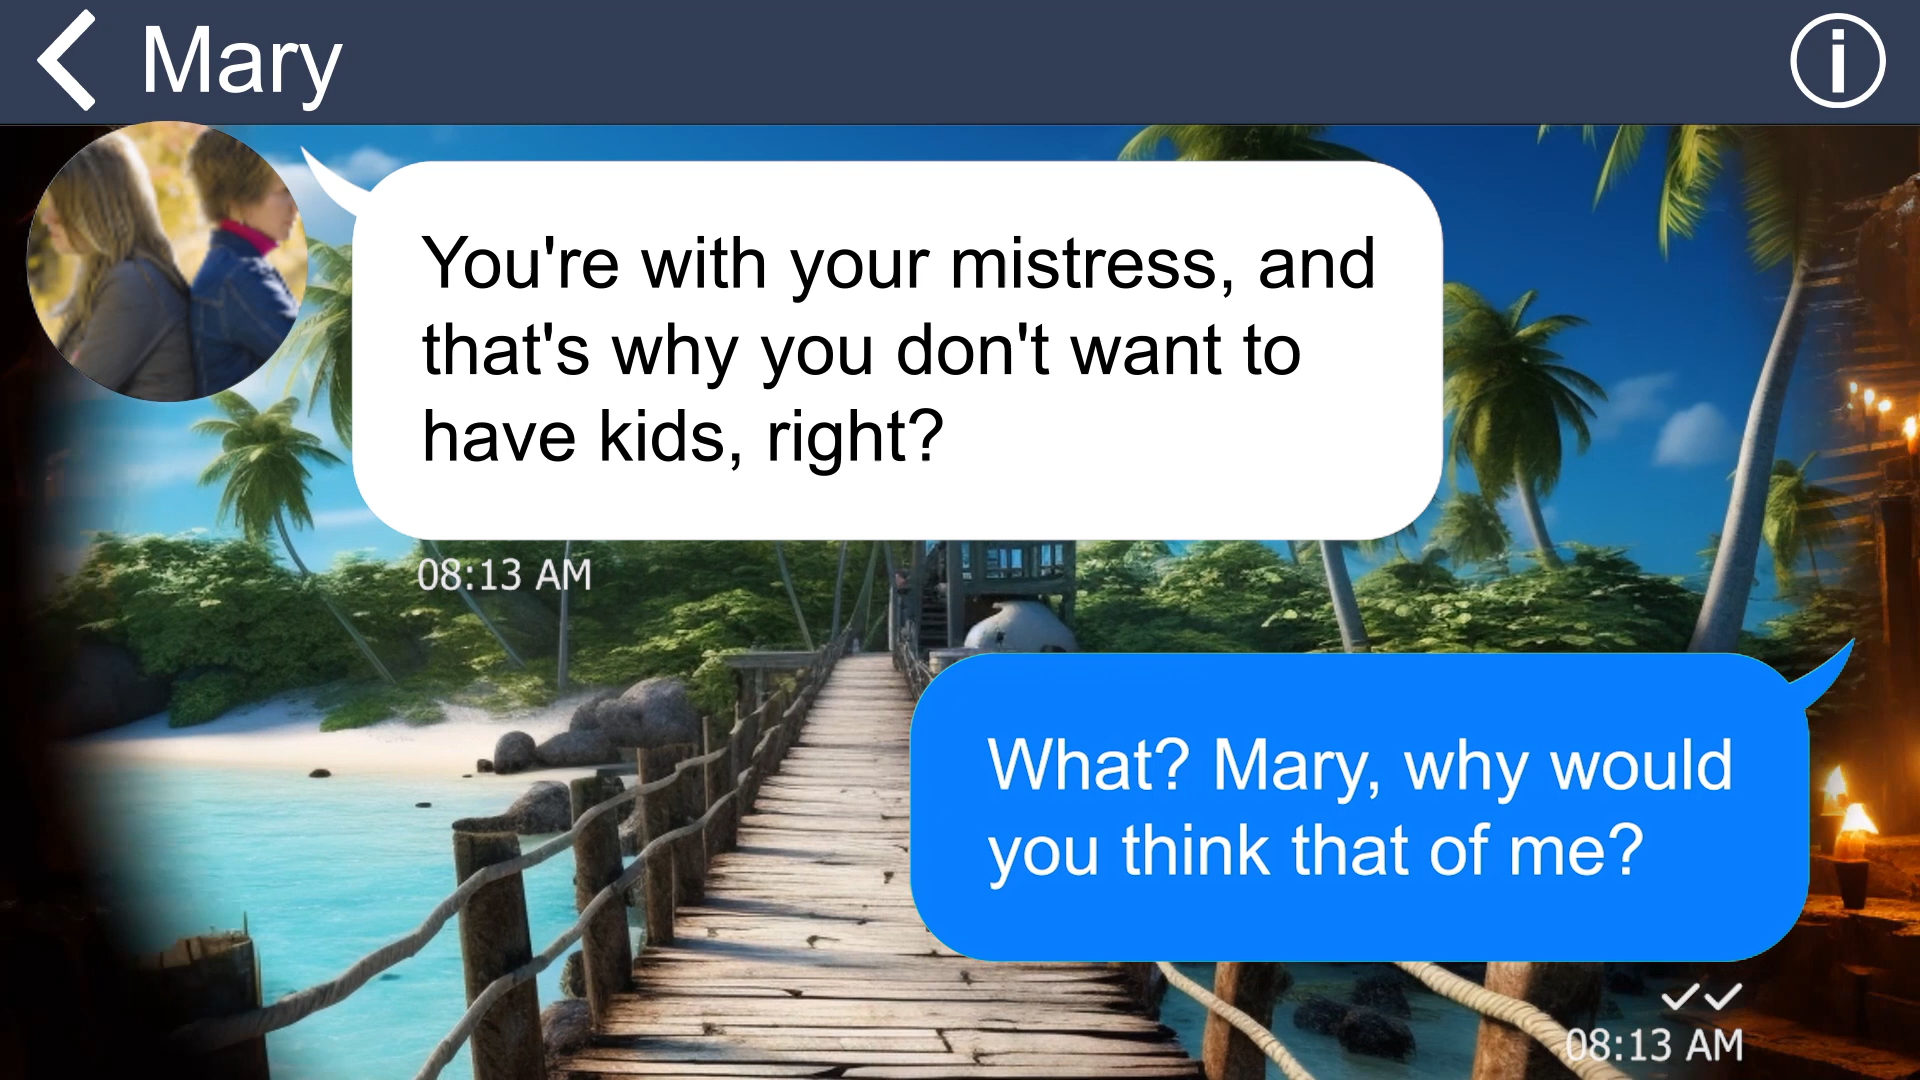 Mary
You're with your mistress, and
that's why you don't want to
have kids, right?
08:13 AM
What? Mary, why would
you think that of me?
08:13 AM